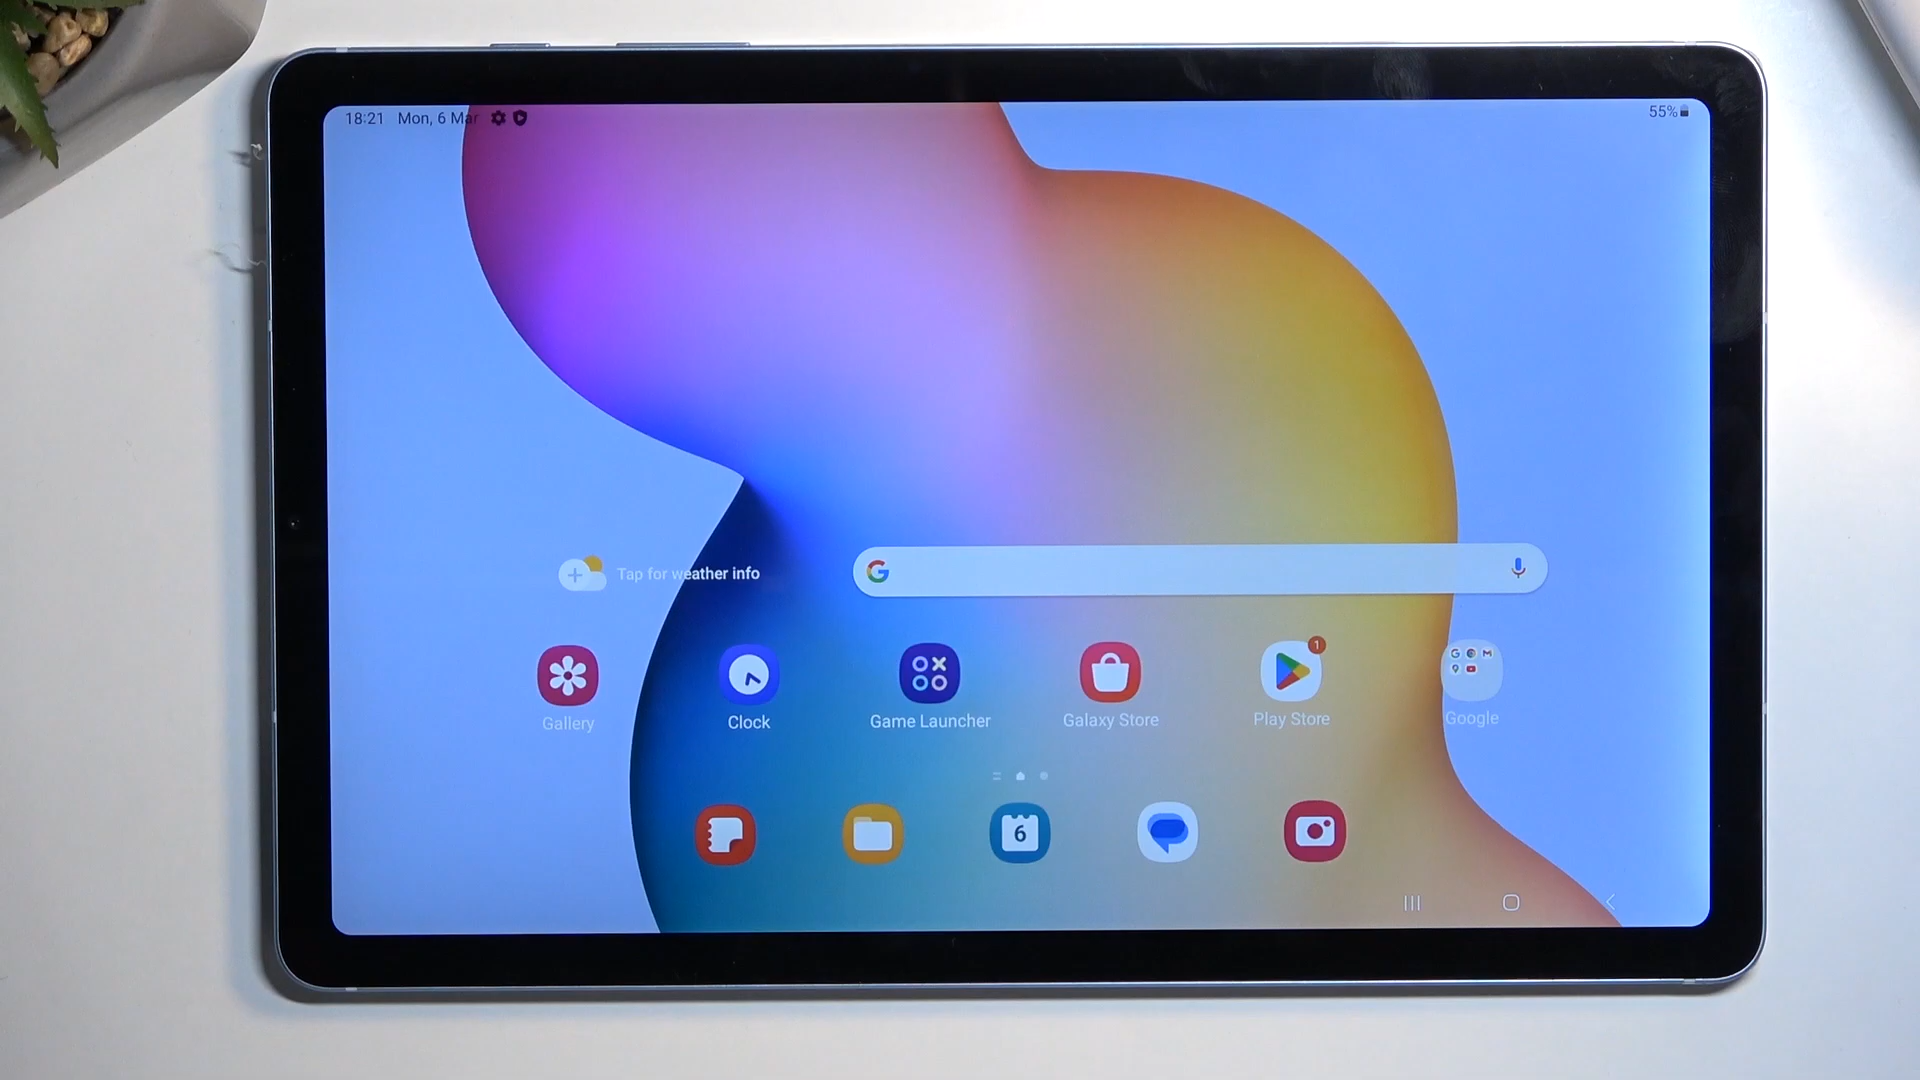 18:21 Mon, 6 Mar
55%
Tap for weather info
G
1
Gallery
Clock
Game Launcher
Galaxy Store
Play Store
Google
6